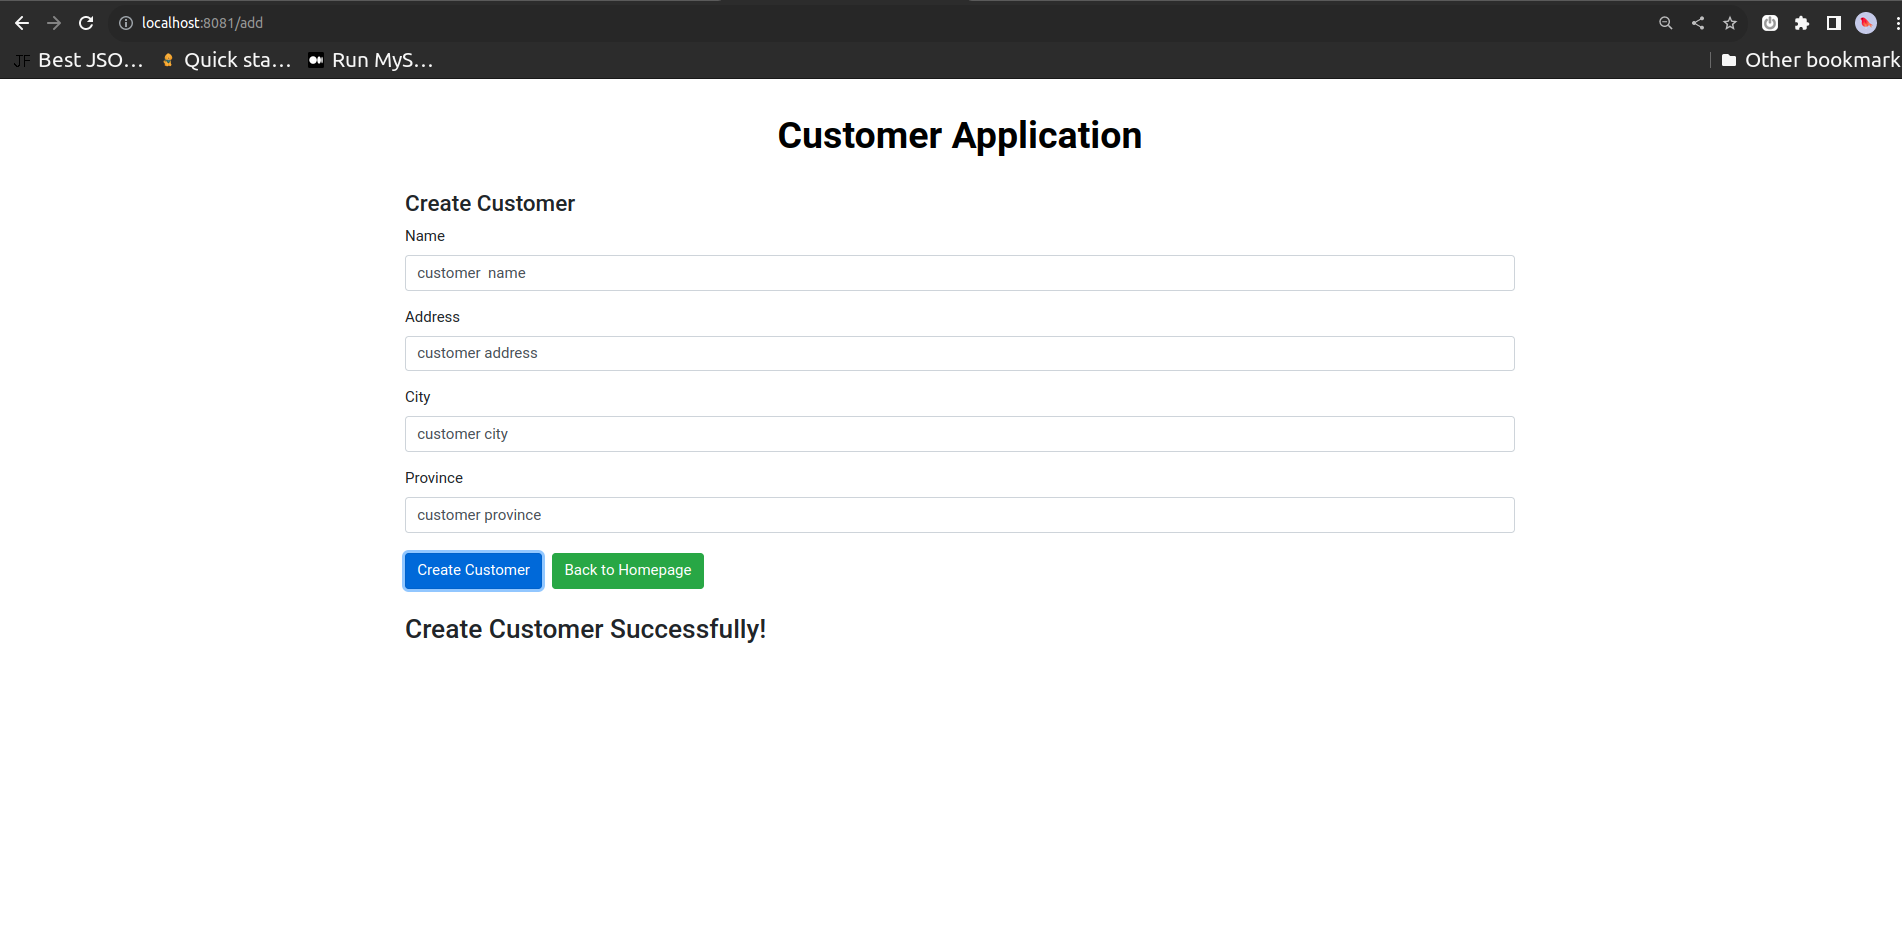 localhost:8081/add
JF Best JSO... Quick sta... Run MyS... Other bookmark
Customer Application
Create Customer
Name
customer  name
Address
customer address
City
customer city
Province
customer province
Create Customer Back to Homepage
Create Customer Successfully!